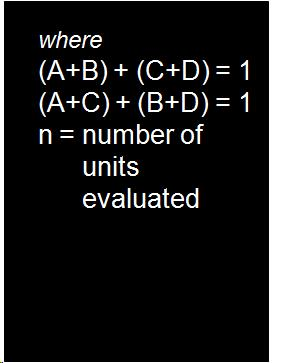 where
(A+B) + (C+D) = 1
(A+C) + (B+D) = 1
n = number of
units
evaluated